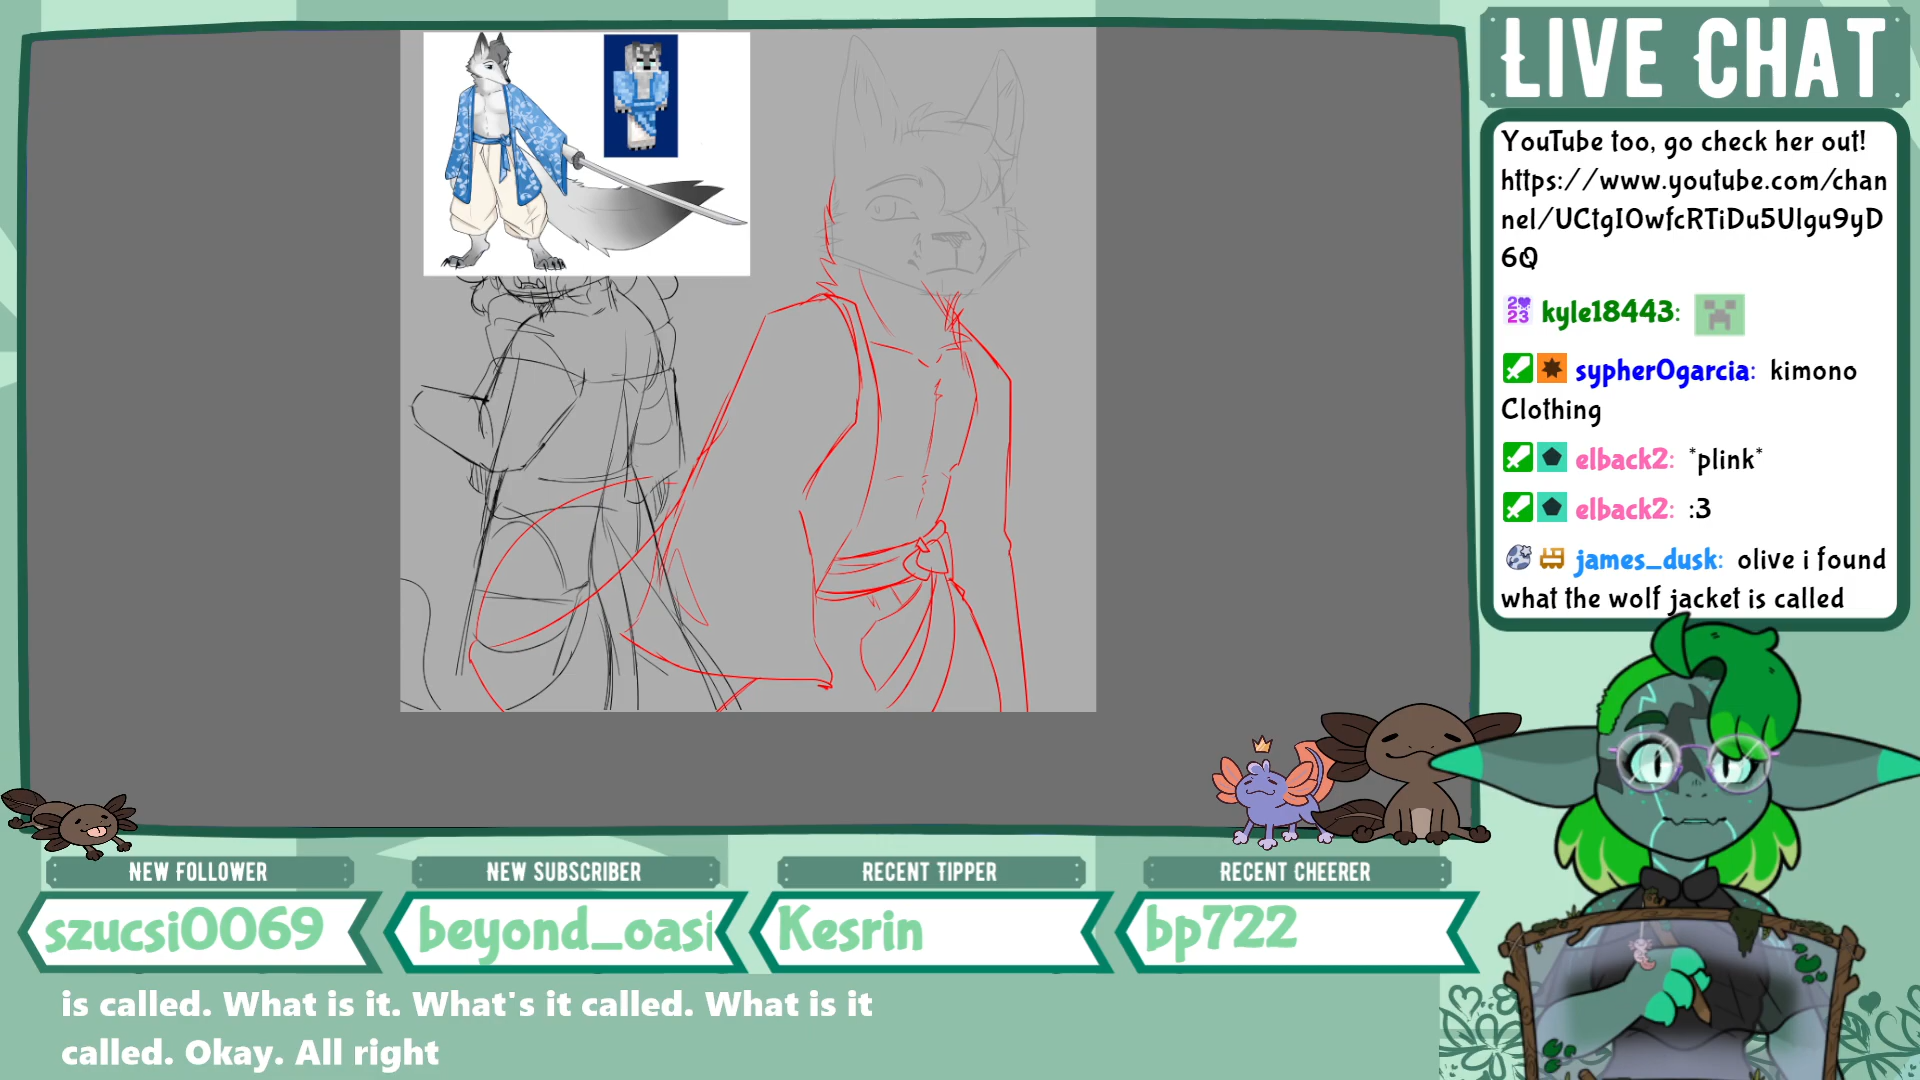 LIVE CHAT
YouTube too, go check her out!
https://www.youtube.com/chan
nel/UCtgIOwfcRTiDu5Ulgu9yD
6Q
2023 kyle18443:
sypher0garcia: kimono
Clothing
elback2: *plink*
elback2: :3
james_dusk: olive i found
what the wolf jacket is called
NEW FOLLOWER
szucsi0069
NEW SUBSCRIBER
beyond_oasi
RECENT TIPPER
Kesrin
RECENT CHEERER
bp722
is called. What is it. What's it called. What is it
called. Okay. All right